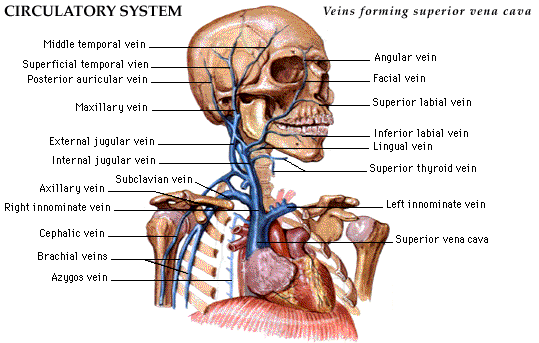 CIRCULATORY SYSTEM
Veins forming superior vena cava
Middle temporal vein
Superficial temporal vien
Posterior auricular vein
Maxillary vein
External jugular vein
Internal jugular vein
Subclavian vein
Axillary vein
Right innominate vein
Cephalic vein
Brachial veins
Azygos vein
Angular vein
Facial vein
Superior labial vein
Inferior labial vein
Lingual vein
Superior thyroid vein
Left innominate vein
Superior vena cava